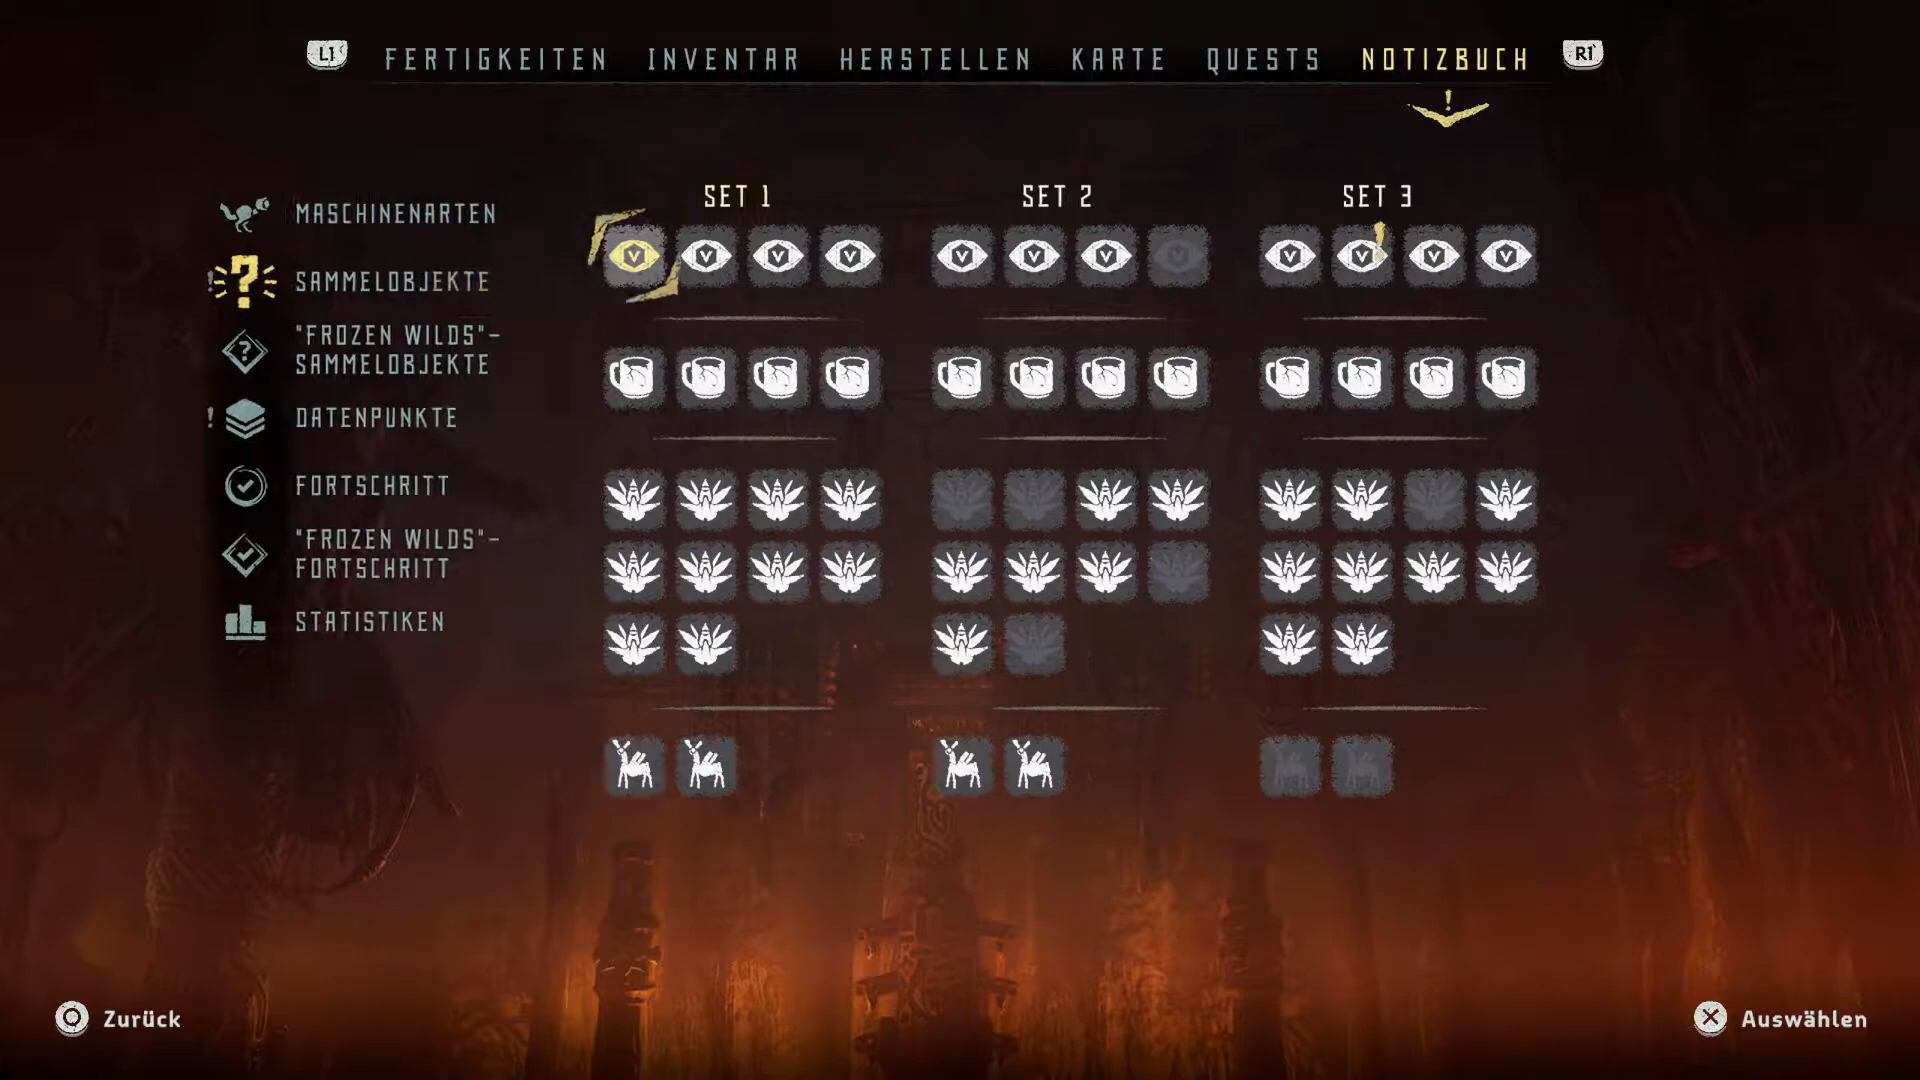 L1 FERTIGKEITEN INVENTAR HERSTELLEN KARTE QUESTS NOTIZBUCH R1
!
SET 1 SET 2 SET 3
MASCHINENARTEN
! ? SAMMELOBJEKTE
!
? "FROZEN WILDS"-
SAMMELOBJEKTE
! DATENPUNKTE
FORTSCHRITT
"FROZEN WILDS"-
FORTSCHRITT
STATISTIKEN
Zurück
Auswählen